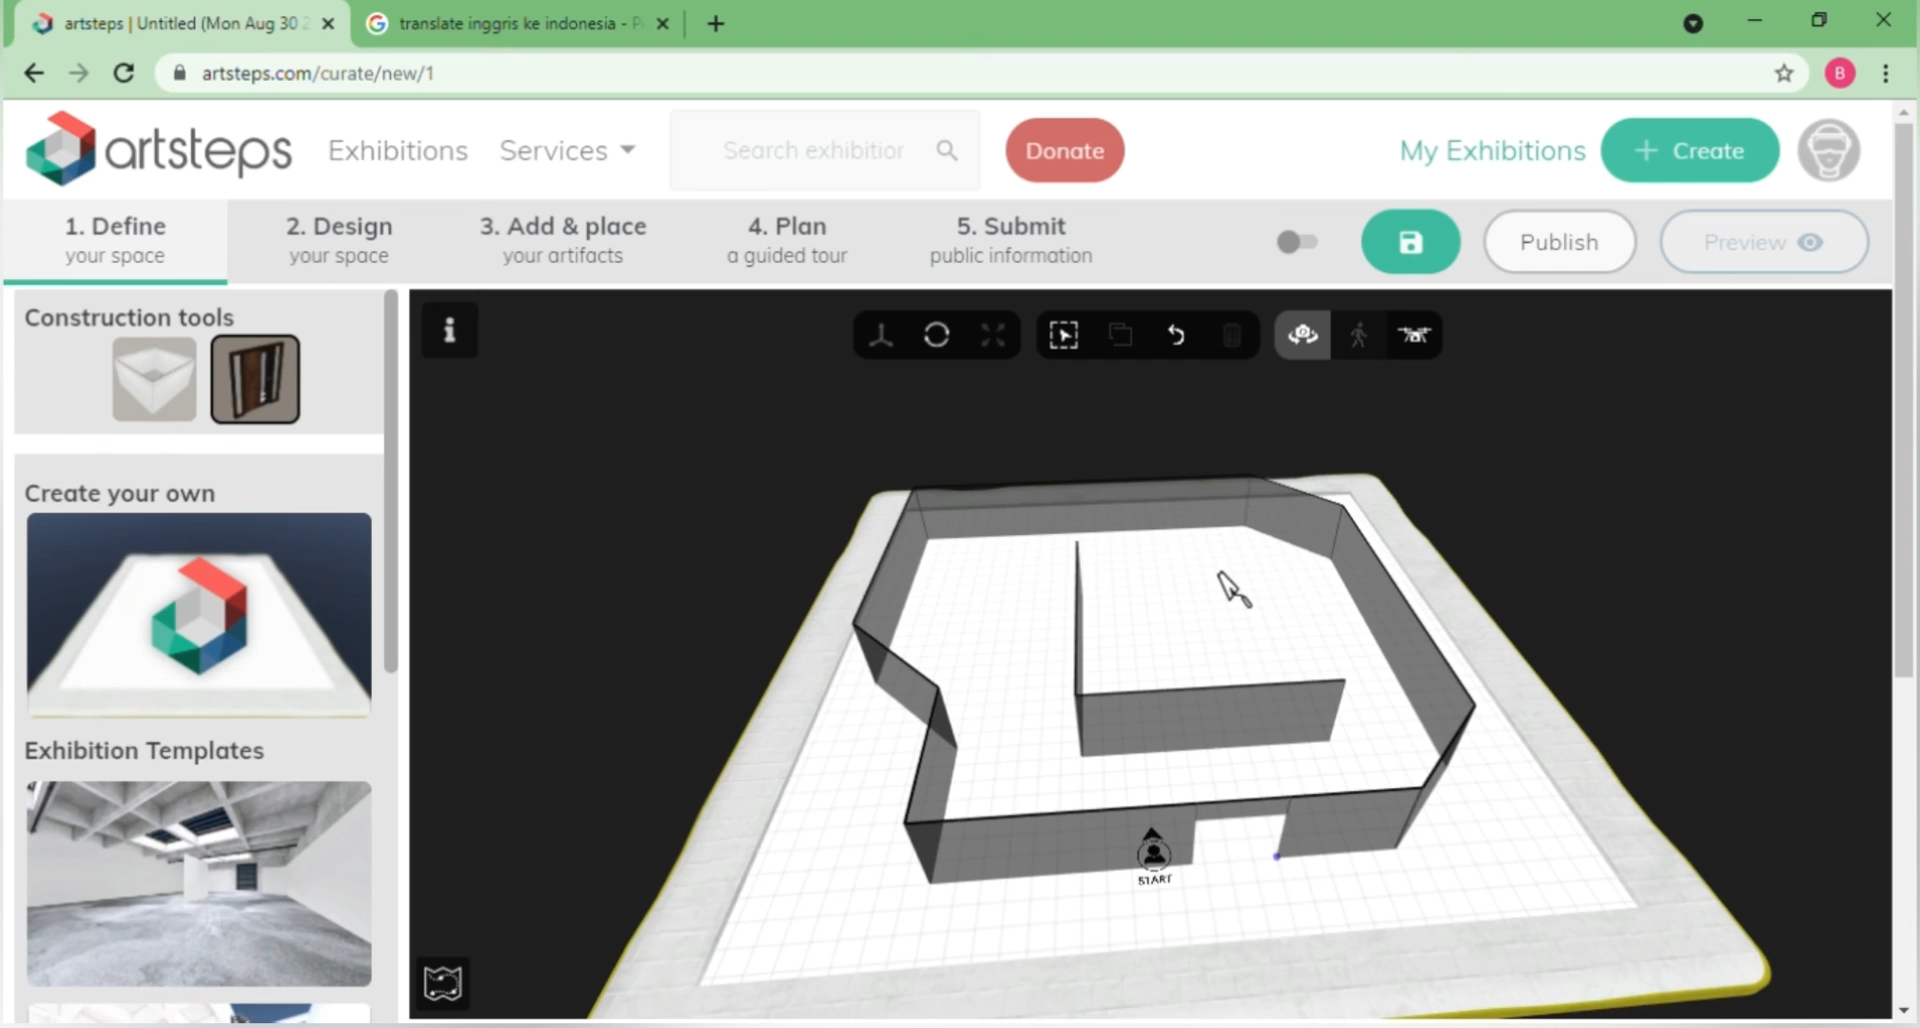 artsteps | Untitled (Mon Aug 30
translate inggris ke indonesia -
artsteps.com/curate/new/1
B
artsteps
Exhibitions
Services
Search exhibition
Donate
My Exhibitions
+ Create
1. Define
your space
2. Design
your space
3. Add & place
your artifacts
4. Plan
a guided tour
5. Submit
public information
Publish
Preview
Construction tools
i
Create your own
Exhibition Templates
START